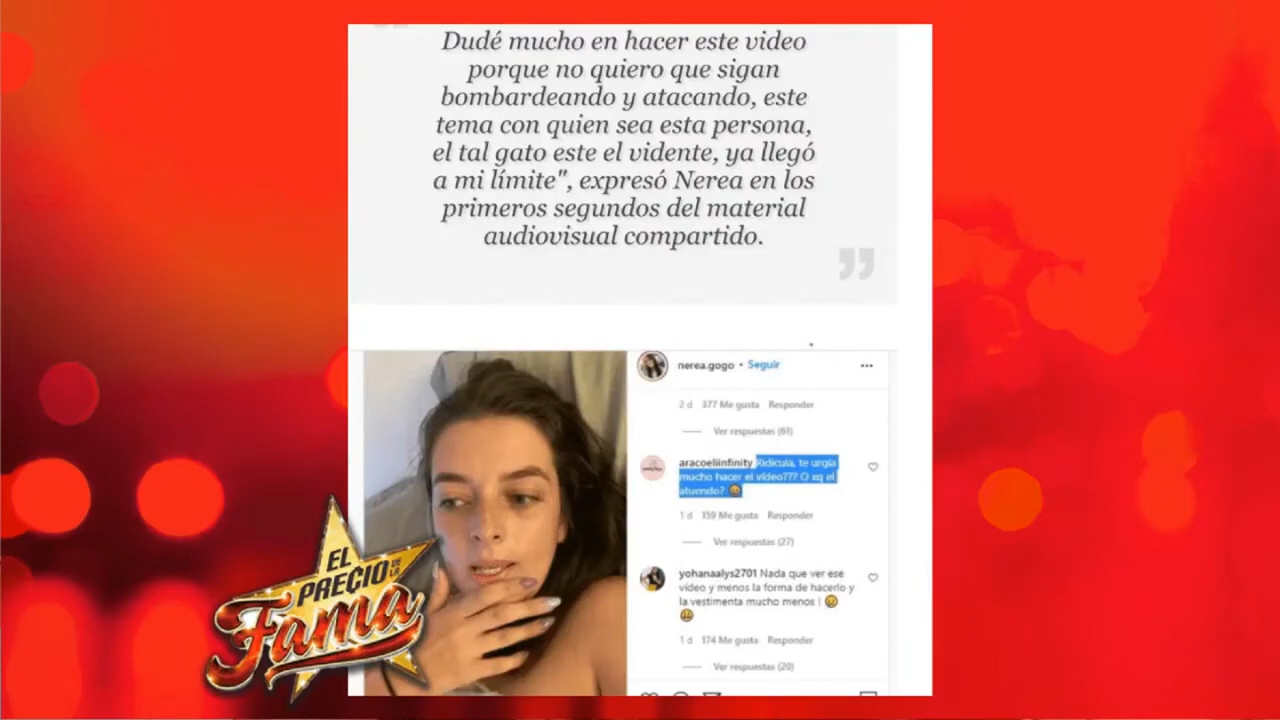 Dudé mucho en hacer este video
porque no quiero que sigan
bombardeando y atacando, este
tema con quien sea esta persona,
el tal gato este el vidente, ya llegó
a mi límite", expresó Nerea en los
primeros segundos del material
audiovisual compartido.
”
nerea.gogo • Seguir
2 d 377 Me gusta Responder
Ver respuestas (61)
aracoeliinfinity Ridicula, te urgía
mucho hacer el vídeo??? O xq el
atuendo?
1 d 159 Me gusta Responder
Ver respuestas (27)
yohanaalys2701 Nada que ver ese
vídeo y menos la forma de hacerlo y
la vestimenta mucho menos !
1 d 174 Me gusta Responder
Ver respuestas (20)
EL
PRECIO DE LA
Fama